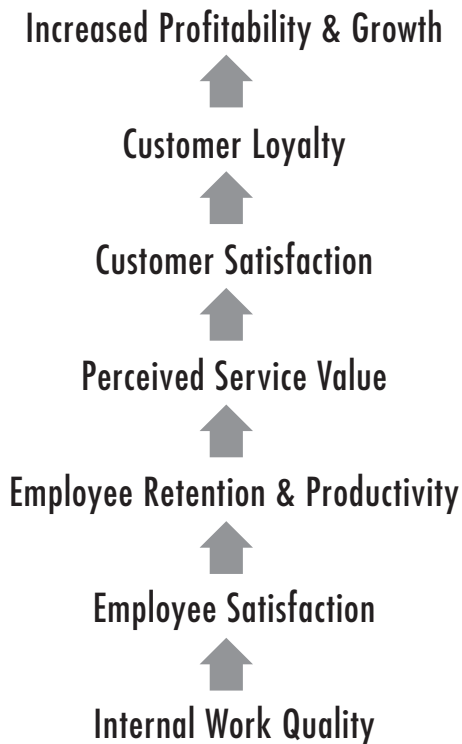 Increased Profitability & Growth
Customer Loyalty
Customer Satisfaction
Perceived Service Value
Employee Retention & Productivity
Employee Satisfaction
Internal Work Quality